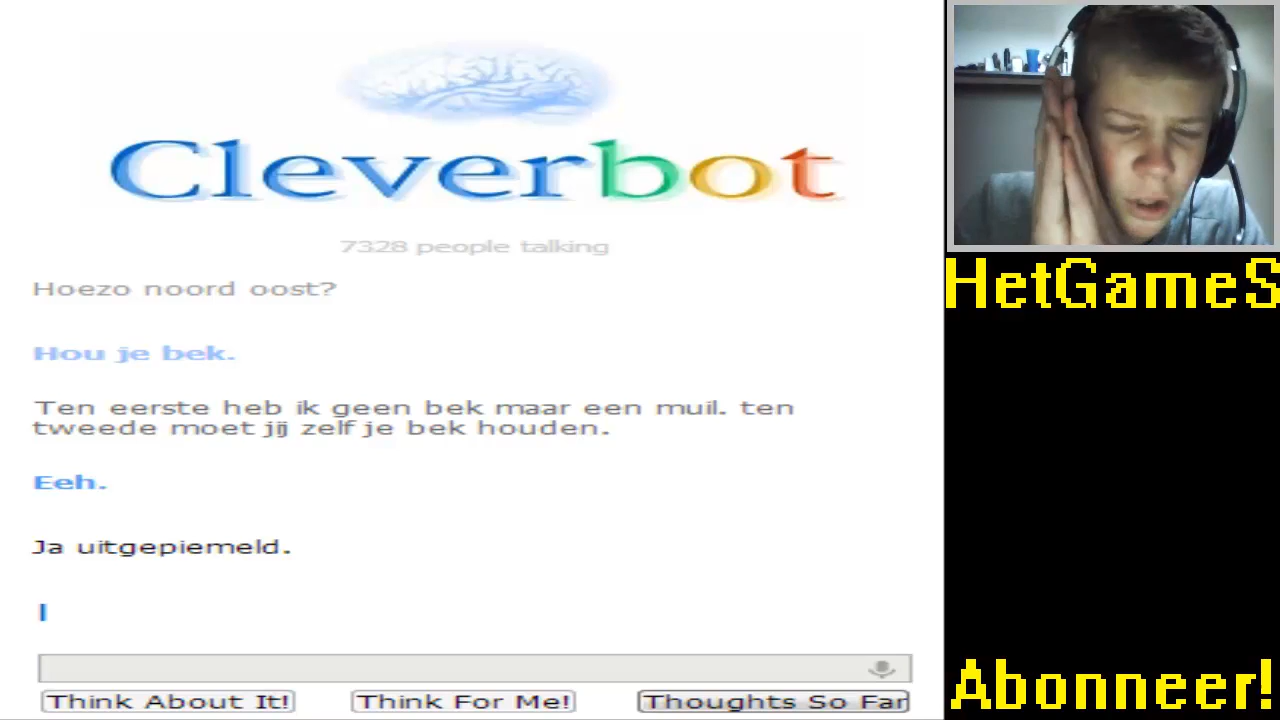 Cleverbot
7328 people talking
Hoezo noord oost?
Hou je bek.
Ten eerste heb ik geen bek maar een muil. ten
tweede moet jij zelf je bek houden.
Eeh.
Ja uitgepiemeld.
Think About It!
Think For Me!
Thoughts So Far
HetGameS
Abonneer!